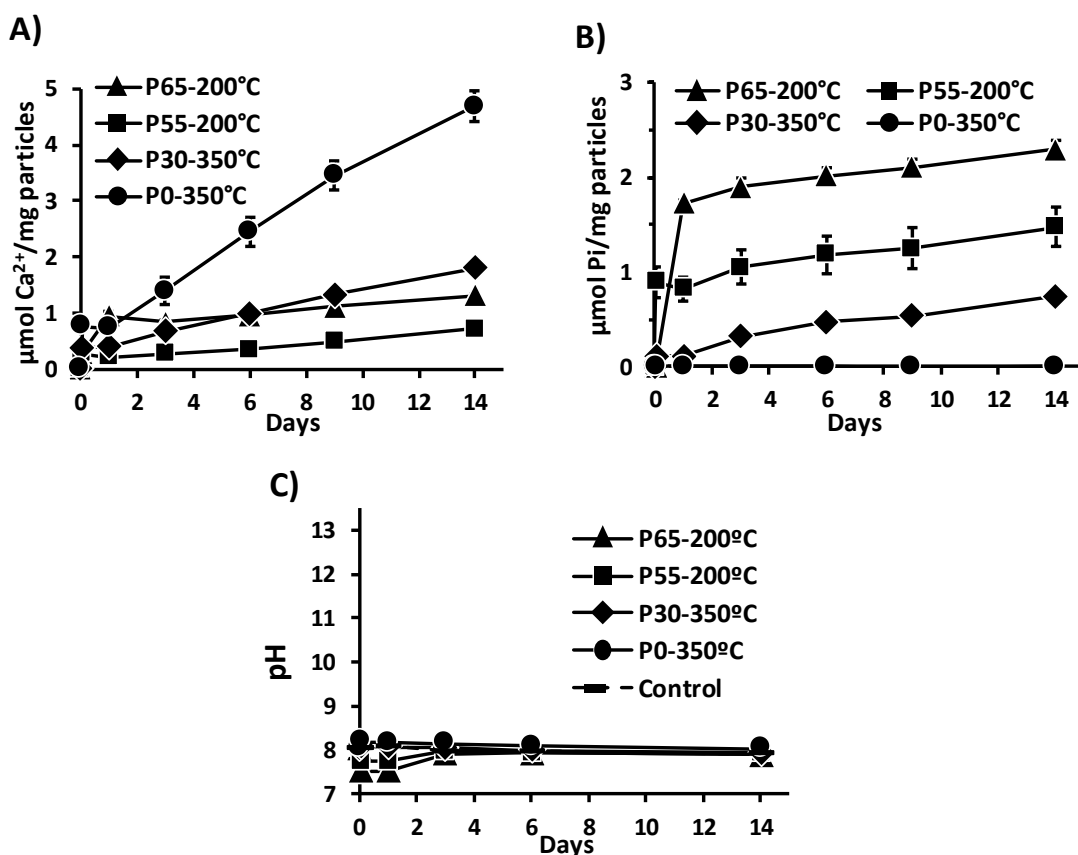 A)
µmol Ca²⁺/mg particles
P65-200°C
P55-200°C
P30-350°C
P0-350°C
5
4
3
2
1
0
0 2 4 6 8 10 12 14
Days
B)
µmol Pi/mg particles
P65-200°C P55-200°C
P30-350°C P0-350°C
3
2
1
0
0 2 4 6 8 10 12 14
Days
C)
pH
P65-200ºC
P55-200ºC
P30-350ºC
P0-350ºC
Control
13
12
11
10
9
8
7
0 2 4 6 8 10 12 14
Days